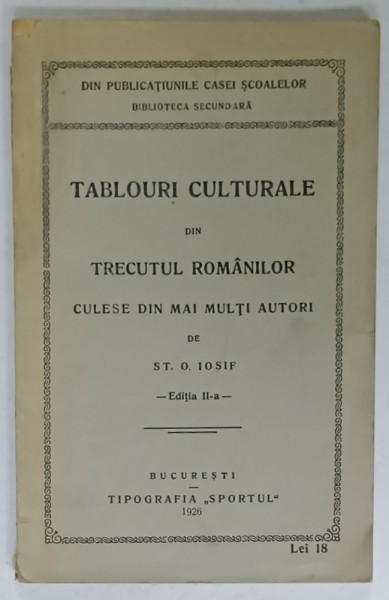 DIN PUBLICAȚIUNILE CASEI ȘCOALELOR
BIBLIOTECA SECUNDARĂ
TABLOURI CULTURALE
DIN
TRECUTUL ROMÂNILOR
CULESE DIN MAI MULȚI AUTORI
DE
ST. O. IOSIF
— Ediția II-a —
BUCUREȘTI
TIPOGRAFIA „SPORTUL“
1926
Lei 18